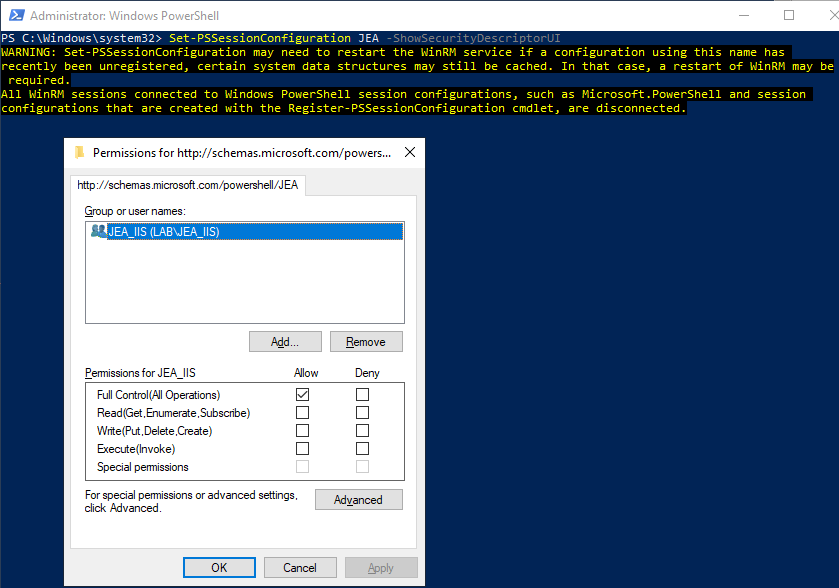 Administrator: Windows PowerShell
PS C:\Windows\system32> Set-PSSessionConfiguration JEA -ShowSecurityDescriptorUI
WARNING: Set-PSSessionConfiguration may need to restart the WinRM service if a configuration using this name has
recently been unregistered, certain system data structures may still be cached. In that case, a restart of WinRM may be
required.
All WinRM sessions connected to Windows PowerShell session configurations, such as Microsoft.PowerShell and session
configurations that are created with the Register-PSSessionConfiguration cmdlet, are disconnected.
Permissions for http://schemas.microsoft.com/powers...
http://schemas.microsoft.com/powershell/JEA
Group or user names:
JEA_IIS (LAB\JEA_IIS)
Add... Remove
Permissions for JEA_IIS Allow Deny
Full Control(All Operations)
Read(Get,Enumerate,Subscribe)
Write(Put,Delete,Create)
Execute(Invoke)
Special permissions
For special permissions or advanced settings,
click Advanced.
Advanced
OK Cancel Apply